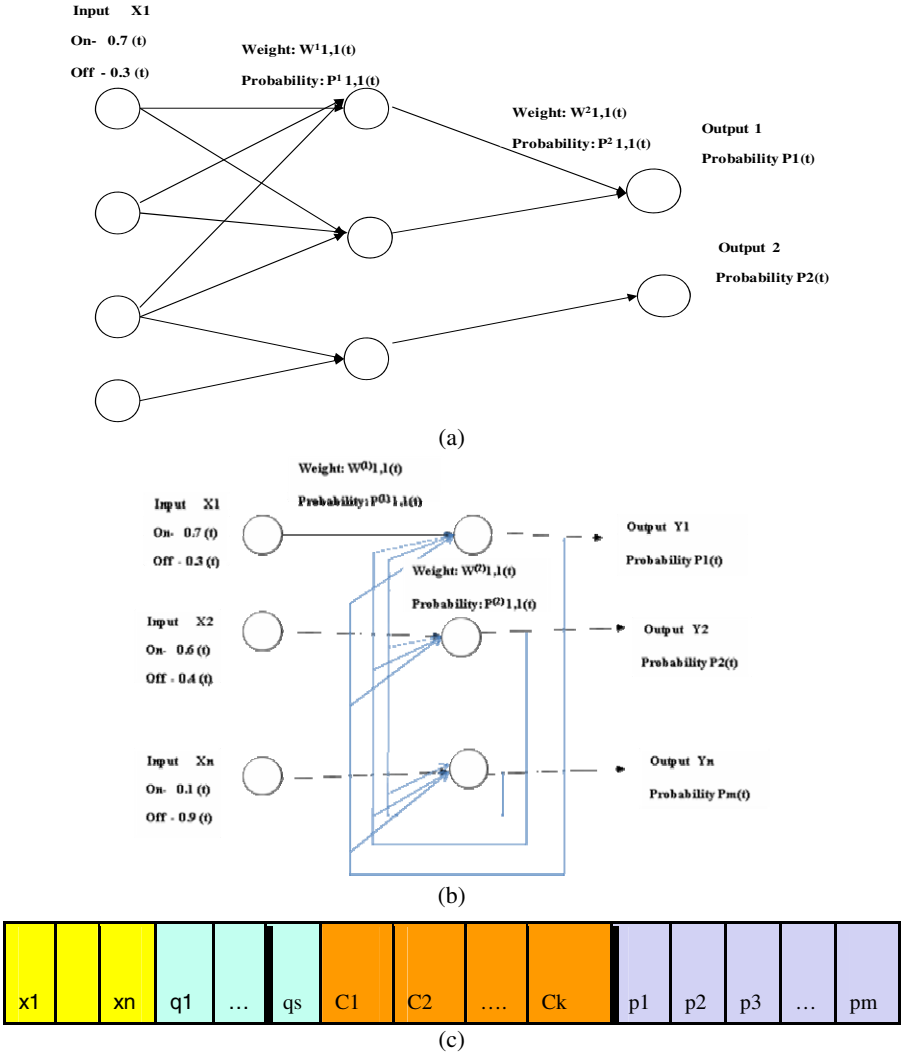 Input X1
On- 0.7 (t)
Off - 0.3 (t)
Weight: W¹1,1(t)
Probability: P¹ 1,1(t)
Weight: W²1,1(t)
Probability: P² 1,1(t)
Output 1
Probability P1(t)
Output 2
Probability P2(t)
(a)
Weight: W⁽¹⁾1,1(t)
Probability: P⁽¹⁾1,1(t)
Input X1
On- 0.7 (t)
Off - 0.3 (t)
Output Y1
Probability P1(t)
Weight: W⁽²⁾1,1(t)
Probability: P⁽²⁾1,1(t)
Input X2
On- 0.6 (t)
Off - 0.4 (t)
Output Y2
Probability P2(t)
Input Xn
On- 0.1 (t)
Off - 0.9 (t)
Output Yn
Probability Pm(t)
(b)
x1 xn q1 … qs C1 C2 …. Ck p1 p2 p3 … pm
(c)